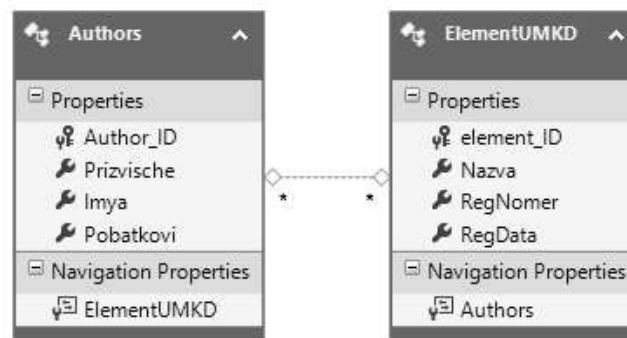 Authors
Properties
Author_ID
Prizvische
Imya
Pobatkovi
Navigation Properties
ElementUMKD
* *
ElementUMKD
Properties
element_ID
Nazva
RegNomer
RegData
Navigation Properties
Authors